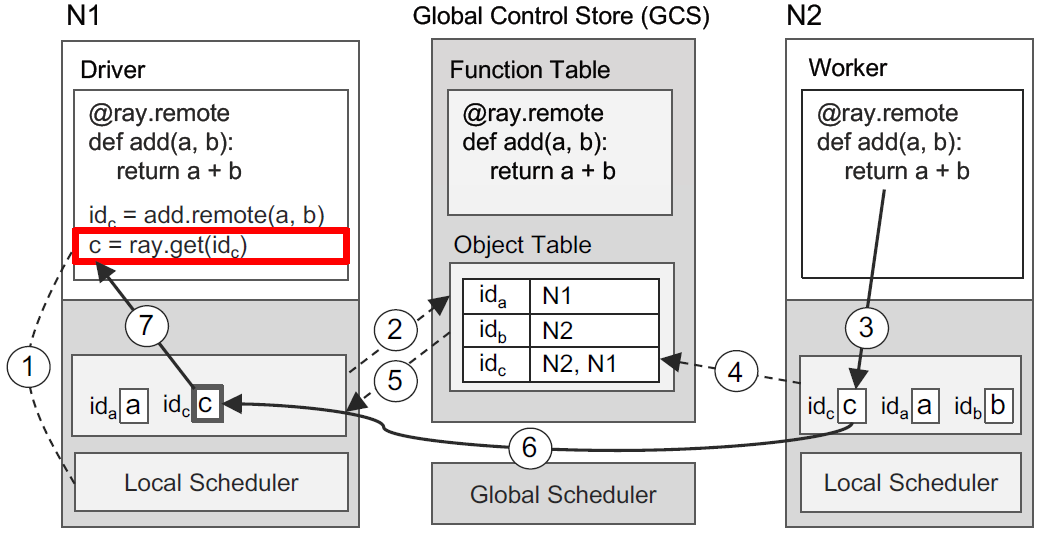 N1
Global Control Store (GCS)
N2
Driver
@ray.remote
def add(a, b):
return a + b
idc = add.remote(a, b)
c = ray.get(idc)
Function Table
@ray.remote
def add(a, b):
return a + b
Object Table
ida N1
idb N2
idc N2, N1
Worker
@ray.remote
def add(a, b):
return a + b
1
2
3
4
5
6
7
ida a idc c
idc c ida a idb b
Local Scheduler
Global Scheduler
Local Scheduler